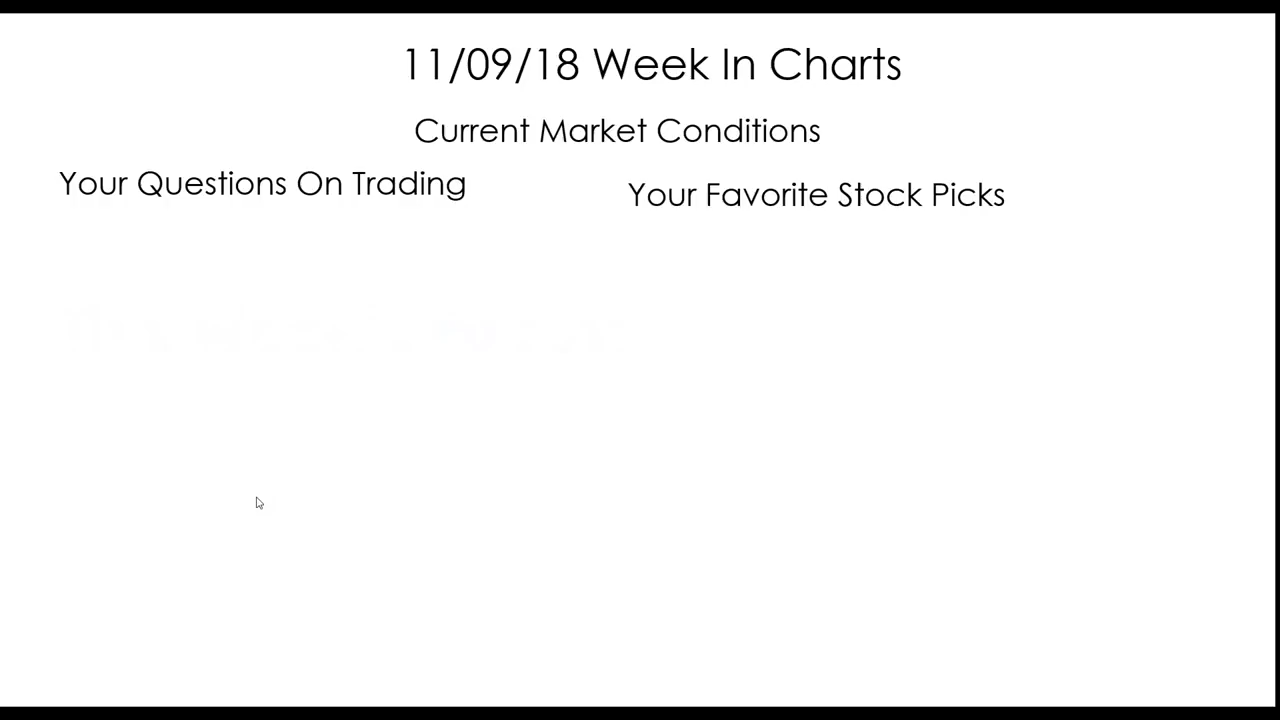 11/09/18 Week In Charts
Current Market Conditions
Your Questions On Trading
Your Favorite Stock Picks